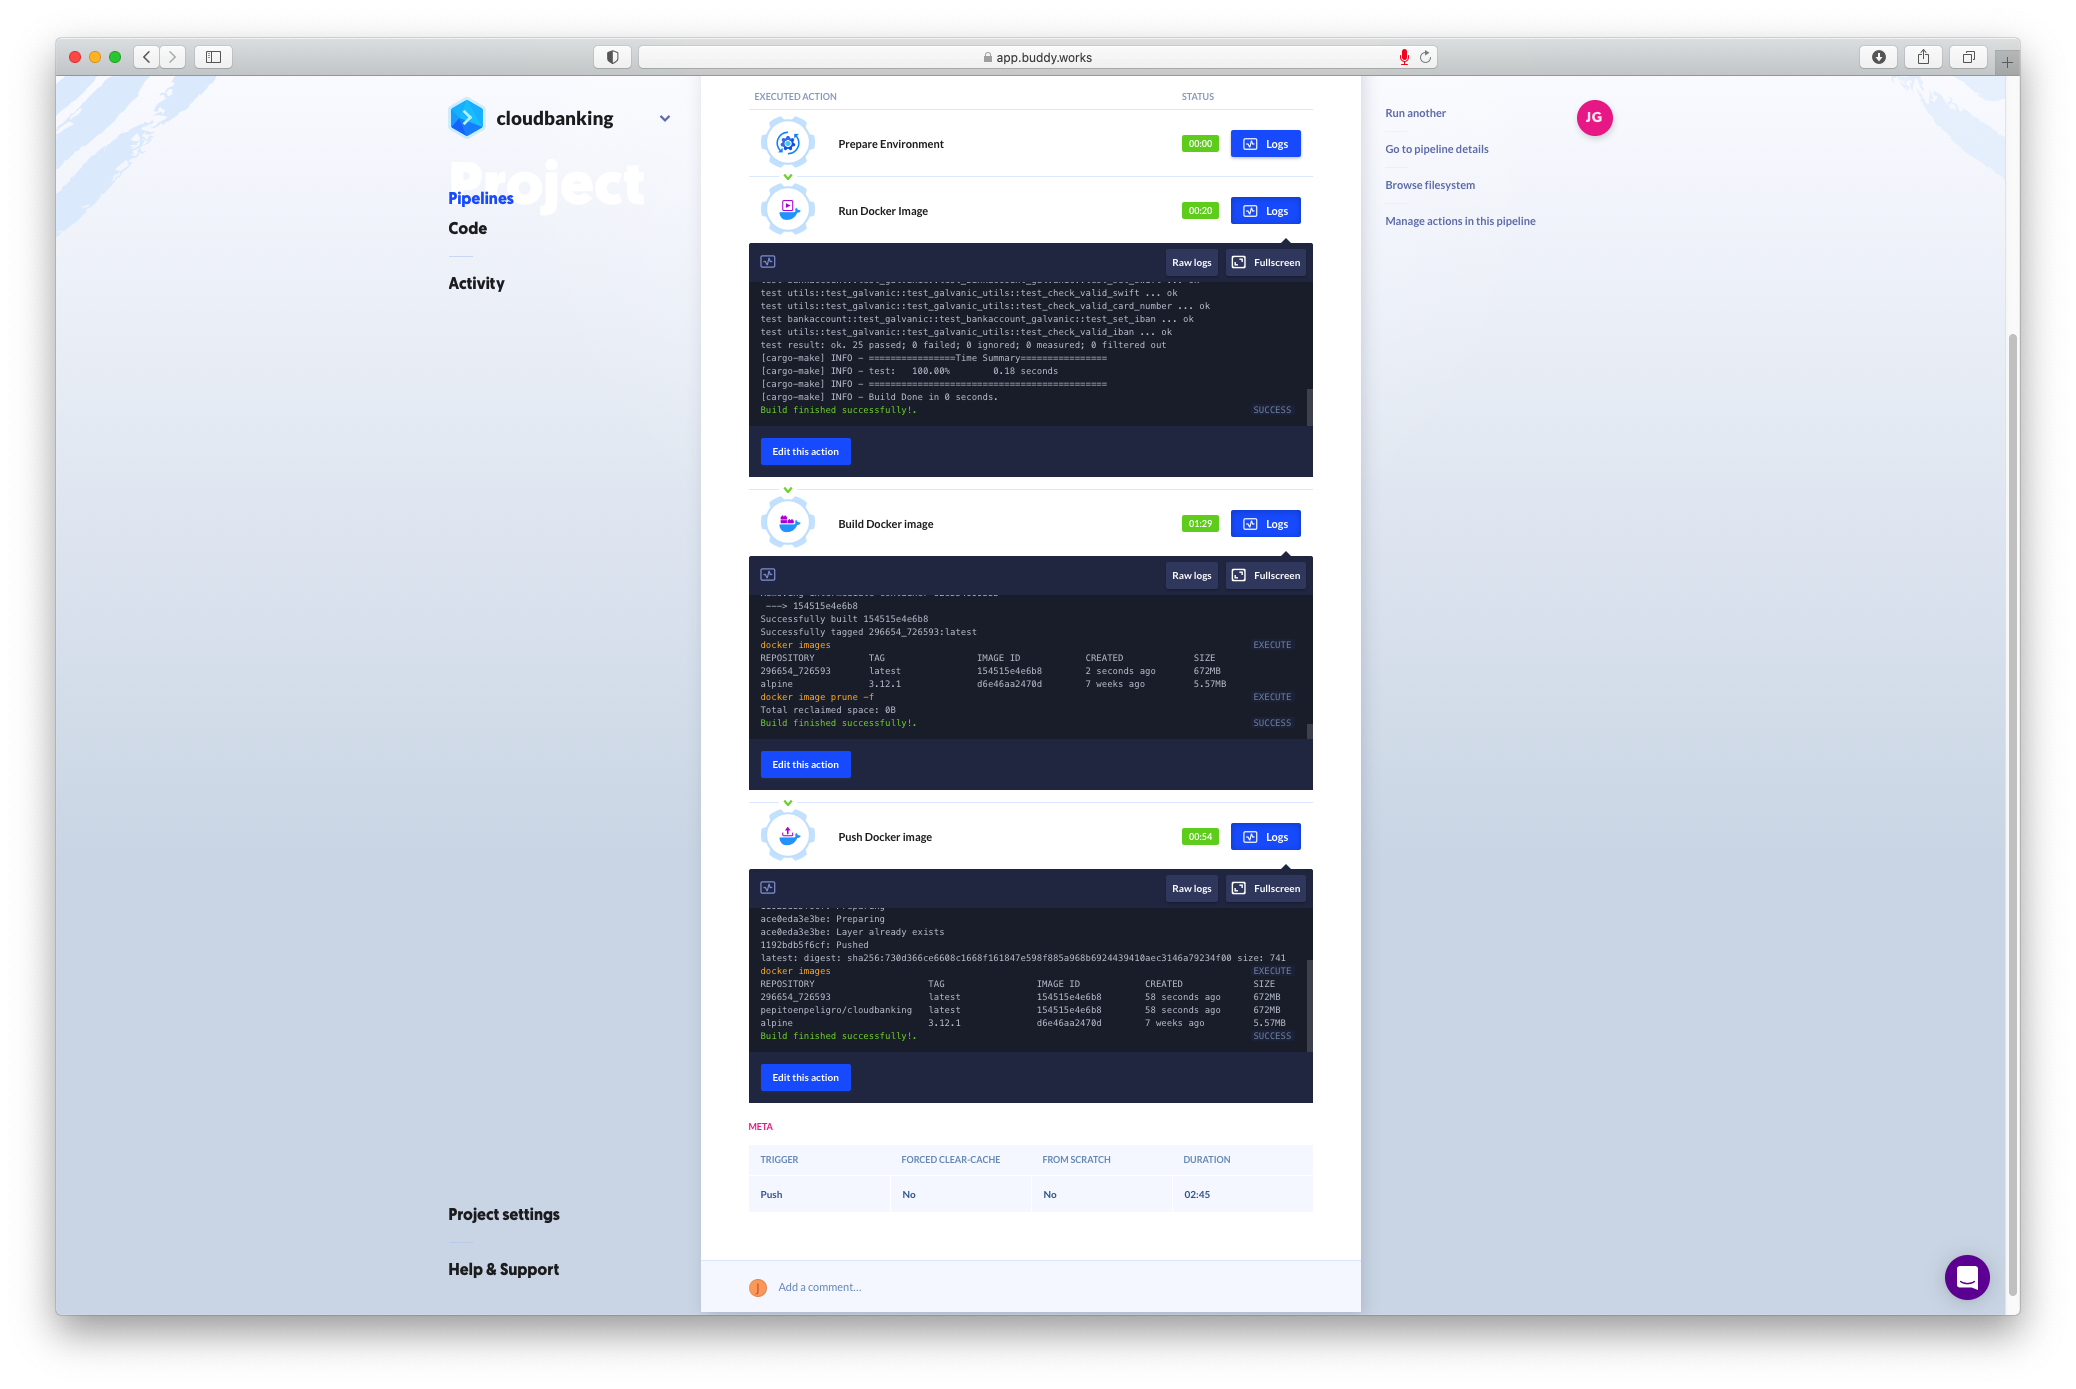 app.buddy.works
cloudbanking
Project
Pipelines
Code
Activity
Project settings
Help & Support
EXECUTED ACTION STATUS
Prepare Environment 00:00 Logs
Run Docker Image 00:20 Logs
Raw logs Fullscreen
test utils::test_galvanic::test_galvanic_utils::test_check_valid_swift ... ok
test utils::test_galvanic::test_galvanic_utils::test_check_valid_card_number ... ok
test bankaccount::test_galvanic::test_bankaccount_galvanic::test_set_iban ... ok
test utils::test_galvanic::test_galvanic_utils::test_check_valid_iban ... ok
test result: ok. 25 passed; 0 failed; 0 ignored; 0 measured; 0 filtered out
[cargo-make] INFO - ================Time Summary================
[cargo-make] INFO - test:   100.00%        0.18 seconds
[cargo-make] INFO - ============================================
[cargo-make] INFO - Build Done in 0 seconds.
Build finished successfully!. SUCCESS
Edit this action
Build Docker image 01:29 Logs
Raw logs Fullscreen
---> 154515e4e6b8
Successfully built 154515e4e6b8
Successfully tagged 296654_726593:latest
docker images EXECUTE
REPOSITORY TAG IMAGE ID CREATED SIZE
296654_726593 latest 154515e4e6b8 2 seconds ago 672MB
alpine 3.12.1 d6e46aa2470d 7 weeks ago 5.57MB
docker image prune -f EXECUTE
Total reclaimed space: 0B
Build finished successfully!. SUCCESS
Edit this action
Push Docker image 00:54 Logs
Raw logs Fullscreen
ace0eda3e3be: Preparing
ace0eda3e3be: Layer already exists
1192bdb5f6cf: Pushed
latest: digest: sha256:730d366ce6608c1668f161847e598f885a968b6924439410aec3146a79234f00 size: 741
docker images EXECUTE
REPOSITORY TAG IMAGE ID CREATED SIZE
296654_726593 latest 154515e4e6b8 58 seconds ago 672MB
pepitoenpeligro/cloudbanking latest 154515e4e6b8 58 seconds ago 672MB
alpine 3.12.1 d6e46aa2470d 7 weeks ago 5.57MB
Build finished successfully!. SUCCESS
Edit this action
META
TRIGGER FORCED CLEAR-CACHE FROM SCRATCH DURATION
Push No No 02:45
J Add a comment...
Run another
JG
Go to pipeline details
Browse filesystem
Manage actions in this pipeline